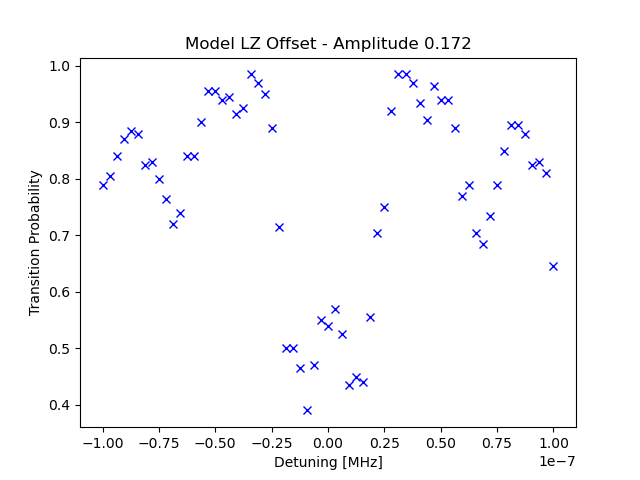 Model LZ Offset - Amplitude 0.172
Transition Probability
1.0
0.9
0.8
0.7
0.6
0.5
0.4
−1.00 −0.75 −0.50 −0.25 0.00 0.25 0.50 0.75 1.00
1e−7
Detuning [MHz]